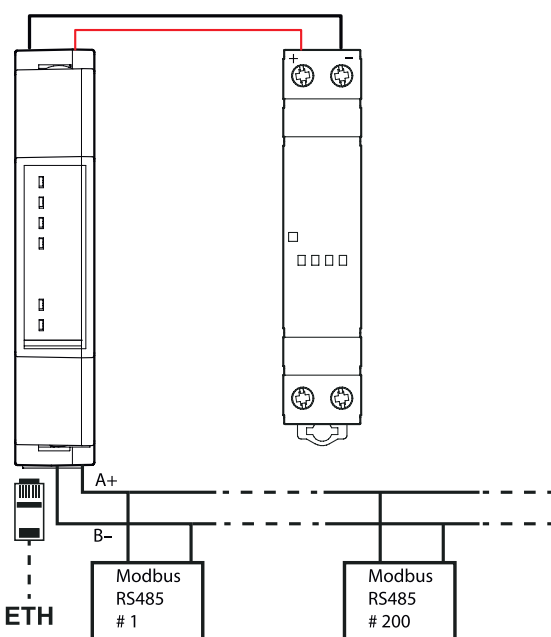 + −
A+
B−
Modbus
RS485
# 1
Modbus
RS485
# 200
ETH